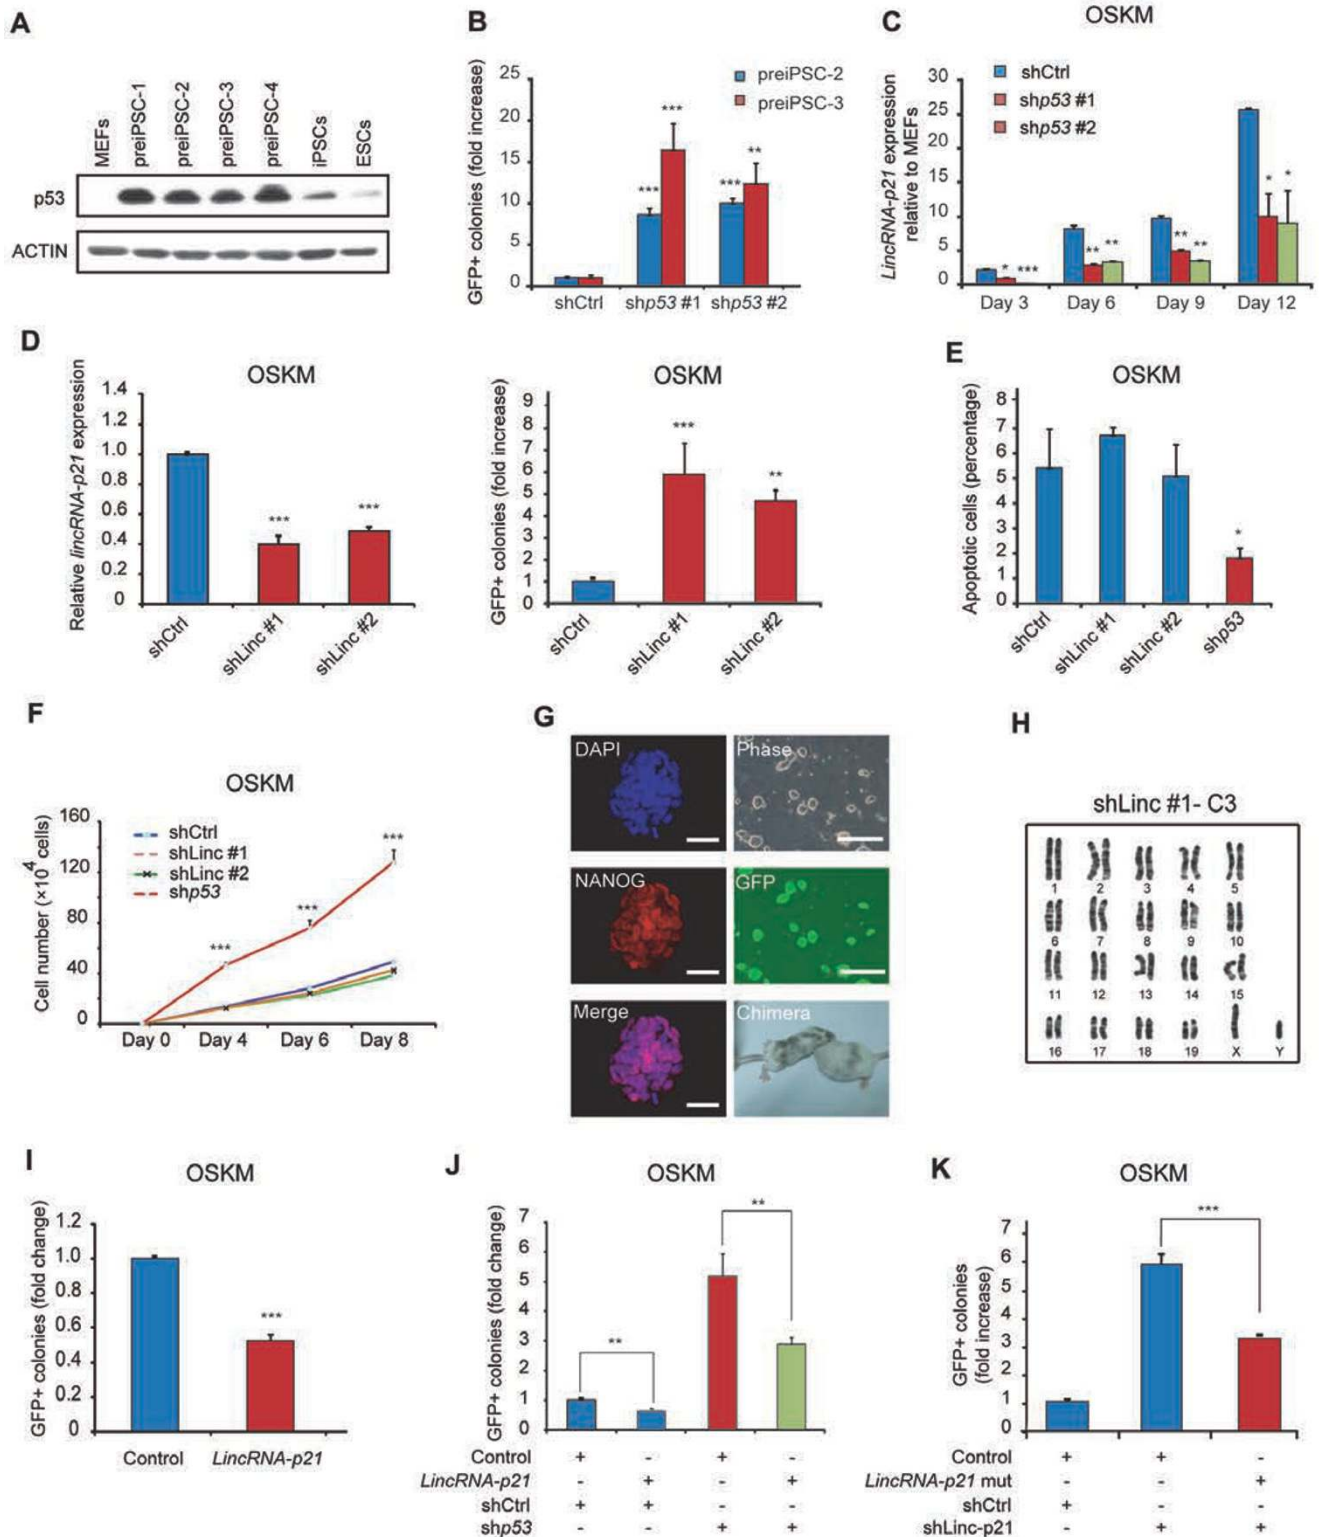 A
MEFs
preiPSC-1
preiPSC-2
preiPSC-3
preiPSC-4
iPSCs
ESCs
p53
ACTIN
B
GFP+ colonies (fold increase)
25
20
15
10
5
0
preiPSC-2
preiPSC-3
***
***
***
**
shCtrl
shp53 #1
shp53 #2
C
OSKM
LincRNA-p21 expression
relative to MEFs
30
25
20
15
10
5
0
shCtrl
shp53 #1
shp53 #2
* ***
** **
** **
* *
Day 3
Day 6
Day 9
Day 12
D
OSKM
Relative lincRNA-p21 expression
1.4
1.2
1.0
0.8
0.6
0.4
0.2
0
***
***
shCtrl
shLinc #1
shLinc #2
OSKM
GFP+ colonies (fold increase)
9
8
7
6
5
4
3
2
1
0
***
**
shCtrl
shLinc #1
shLinc #2
E
OSKM
Apoptotic cells (percentage)
8
7
6
5
4
3
2
1
0
*
shCtrl
shLinc #1
shLinc #2
shp53
F
OSKM
Cell number (×10⁴ cells)
160
120
80
40
0
shCtrl
shLinc #1
shLinc #2
shp53
***
***
***
Day 0
Day 4
Day 6
Day 8
G
DAPI
Phase
NANOG
GFP
Merge
Chimera
H
shLinc #1- C3
1 2 3 4 5
6 7 8 9 10
11 12 13 14 15
16 17 18 19 X Y
I
OSKM
GFP+ colonies (fold change)
1.2
1.0
0.8
0.6
0.4
0.2
0
***
Control
LincRNA-p21
J
OSKM
GFP+ colonies (fold change)
7
6
5
4
3
2
1
0
**
**
Control + - + -
LincRNA-p21 - + - +
shCtrl + + - -
shp53 - - + +
K
OSKM
GFP+ colonies
(fold increase)
7
6
5
4
3
2
1
0
***
Control + + -
LincRNA-p21 mut - - +
shCtrl + - -
shLinc-p21 - + +